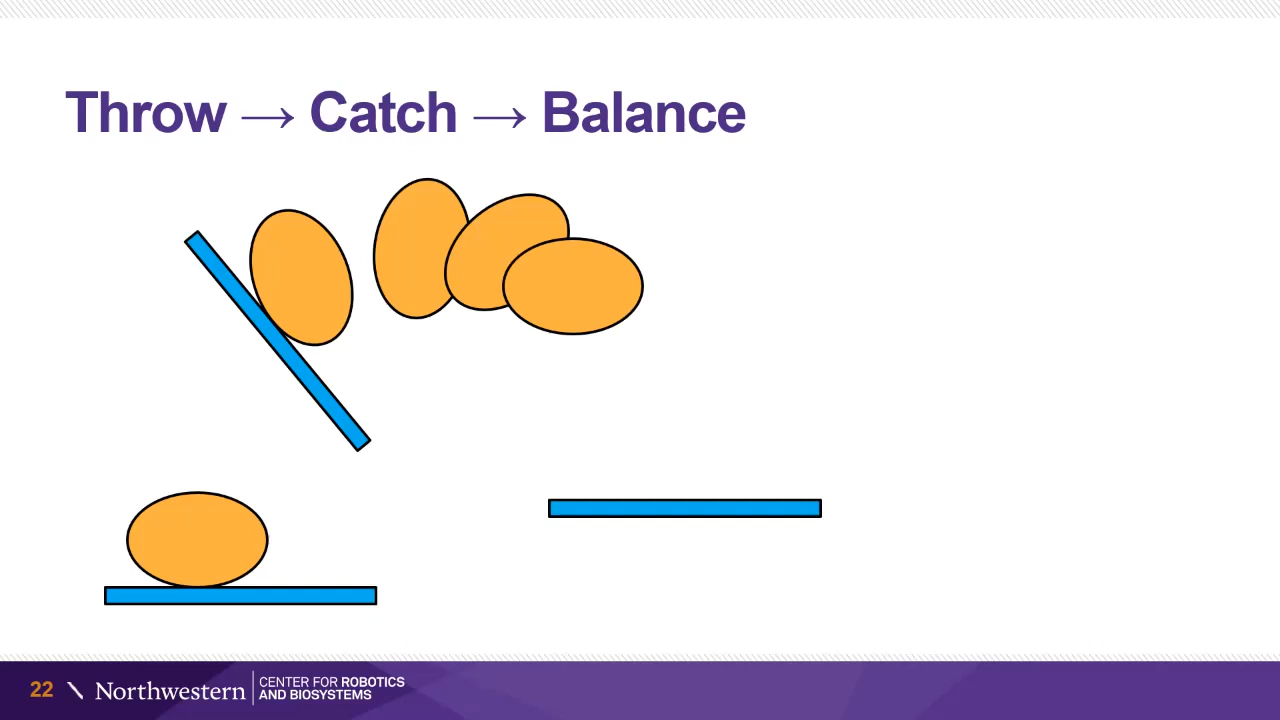 Throw → Catch → Balance
22
Northwestern
CENTER FOR ROBOTICS
AND BIOSYSTEMS